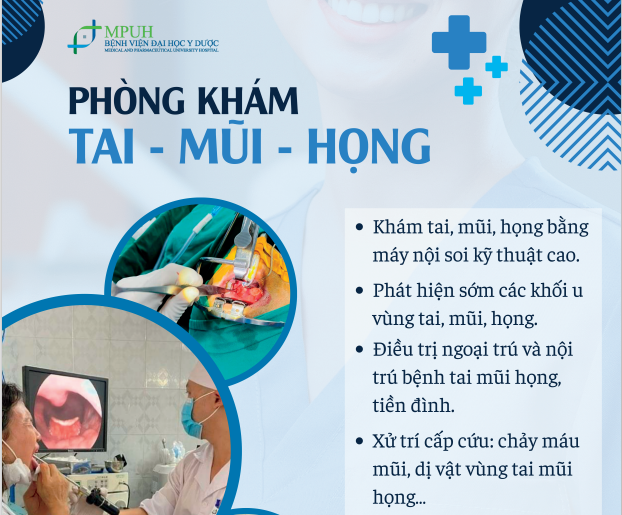 MPUH
BỆNH VIỆN ĐẠI HỌC Y DƯỢC
MEDICAL AND PHARMACEUTICAL UNIVERSITY HOSPITAL
PHÒNG KHÁM
TAI - MŨI - HỌNG
• Khám tai, mũi, họng bằng
máy nội soi kỹ thuật cao.
• Phát hiện sớm các khối u
vùng tai, mũi, họng.
• Điều trị ngoại trú và nội
trú bệnh tai mũi họng,
tiền đình.
• Xử trí cấp cứu: chảy máu
mũi, dị vật vùng tai mũi
họng...